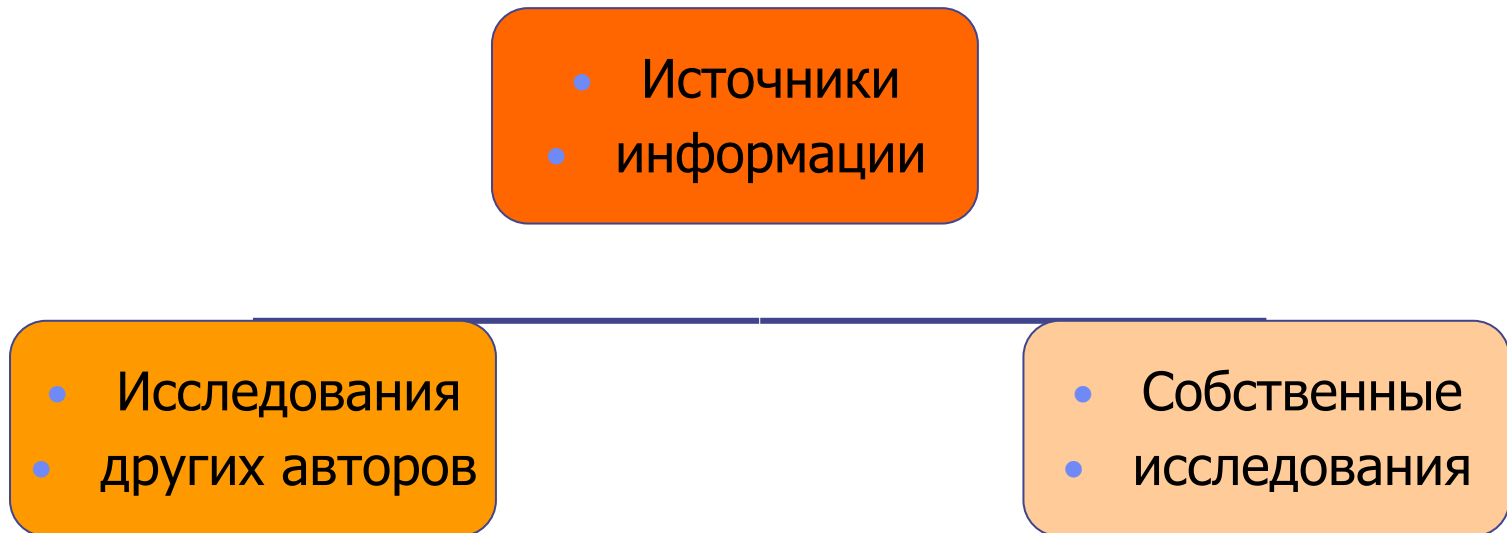 • Источники
• информации
• Исследования
• других авторов
• Собственные
• исследования